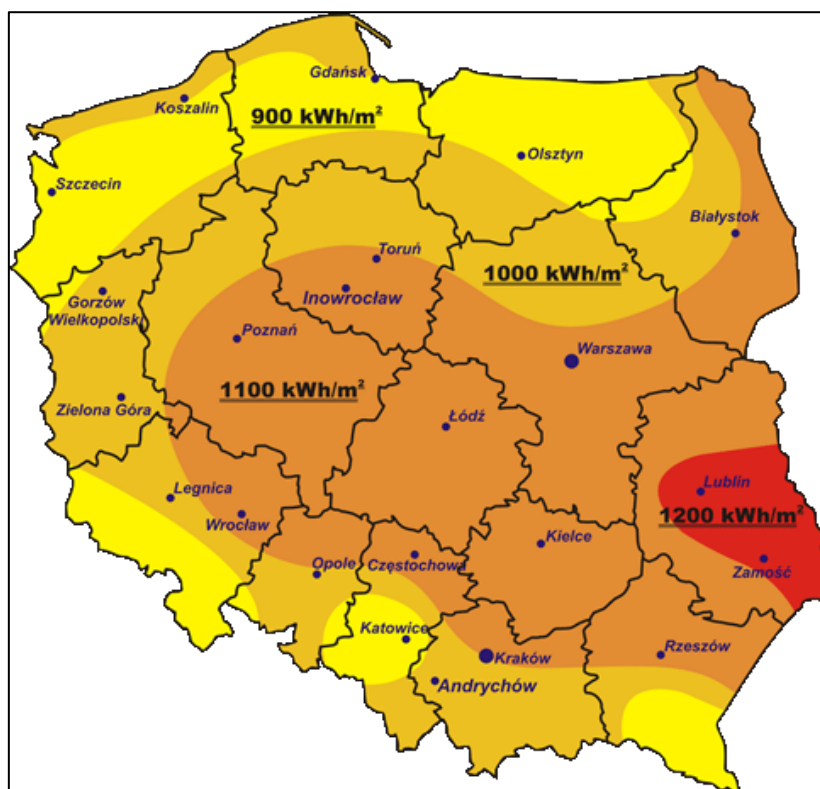 Gdańsk
Koszalin
900 kWh/m²
Olsztyn
Szczecin
Białystok
Toruń
1000 kWh/m²
Gorzów
Wielkopolski
Inowrocław
Poznań
Warszawa
1100 kWh/m²
Zielona Góra
Łódź
Legnica
Lublin
Wrocław
1200 kWh/m²
Kielce
Opole
Częstochowa
Zamość
Katowice
Kraków
Rzeszów
Andrychów